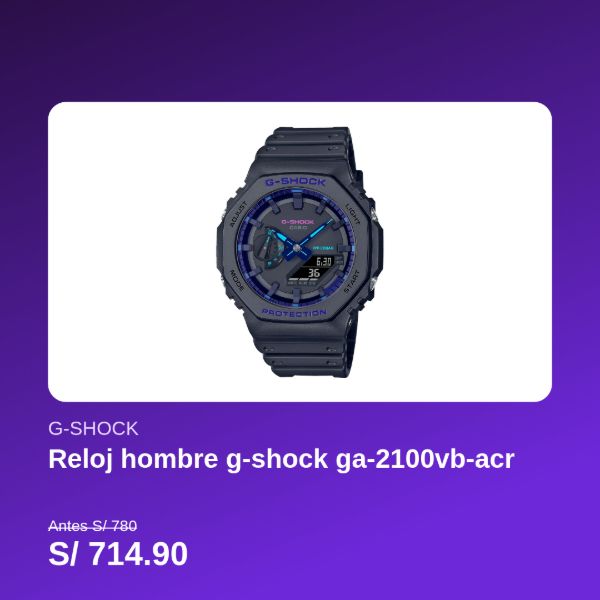 G-SHOCK
ADJUST
LIGHT
G-SHOCK
CASIO
6:30
36
MODE
START
PROTECTION
G-SHOCK
Reloj hombre g-shock ga-2100vb-acr
Antes S/ 780
S/ 714.90